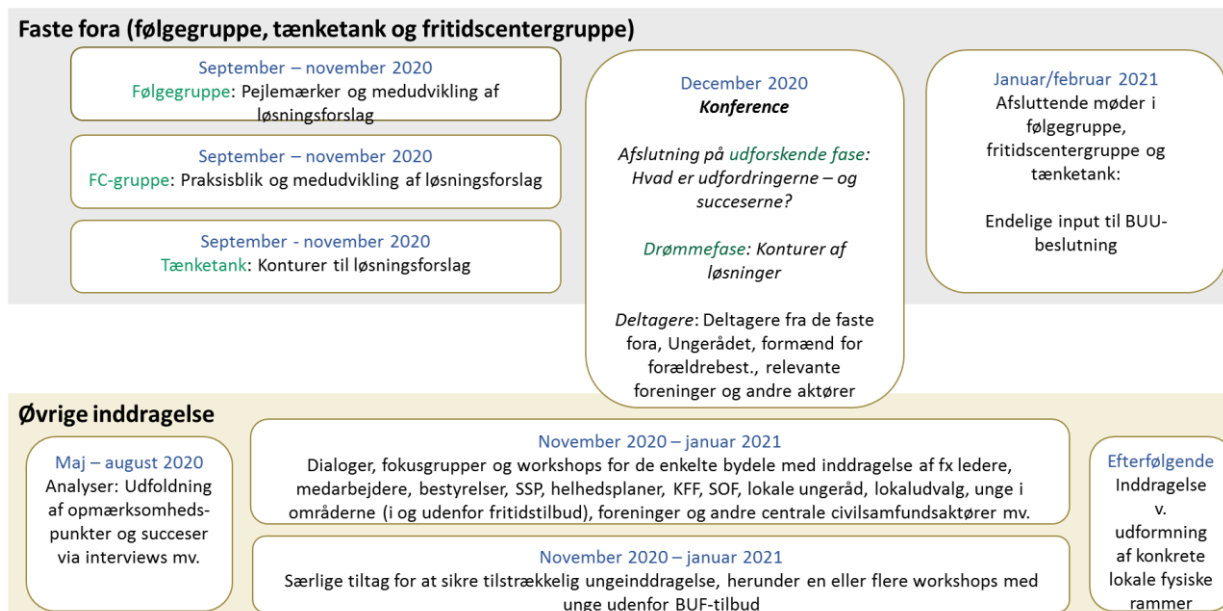 Faste fora (følgegruppe, tænketank og fritidscentergruppe)
September – november 2020
Følgegruppe: Pejlemærker og medudvikling af
løsningsforslag
September – november 2020
FC-gruppe: Praksisblik og medudvikling af løsningsforslag
September - november 2020
Tænketank: Konturer til løsningsforslag
December 2020
Konference
Afslutning på udforskende fase:
Hvad er udfordringerne – og
succeserne?
Drømmefase: Konturer af
løsninger
Deltagere: Deltagere fra de faste
fora, Ungerådet, formænd for
forældrebest., relevante
foreninger og andre aktører
Januar/februar 2021
Afsluttende møder i
følgegruppe,
fritidscentergruppe og
tænketank:
Endelige input til BUU-
beslutning
Øvrige inddragelse
Maj – august 2020
Analyser: Udfoldning
af opmærksomheds-
punkter og succeser
via interviews mv.
November 2020 – januar 2021
Dialoger, fokusgrupper og workshops for de enkelte bydele med inddragelse af fx ledere,
medarbejdere, bestyrelser, SSP, helhedsplaner, KFF, SOF, lokale ungeråd, lokaludvalg, unge i
områderne (i og udenfor fritidstilbud), foreninger og andre centrale civilsamfundsaktører mv.
November 2020 – januar 2021
Særlige tiltag for at sikre tilstrækkelig ungeinddragelse, herunder en eller flere workshops med
unge udenfor BUF-tilbud
Efterfølgende
Inddragelse
v.
udformning
af konkrete
lokale fysiske
rammer